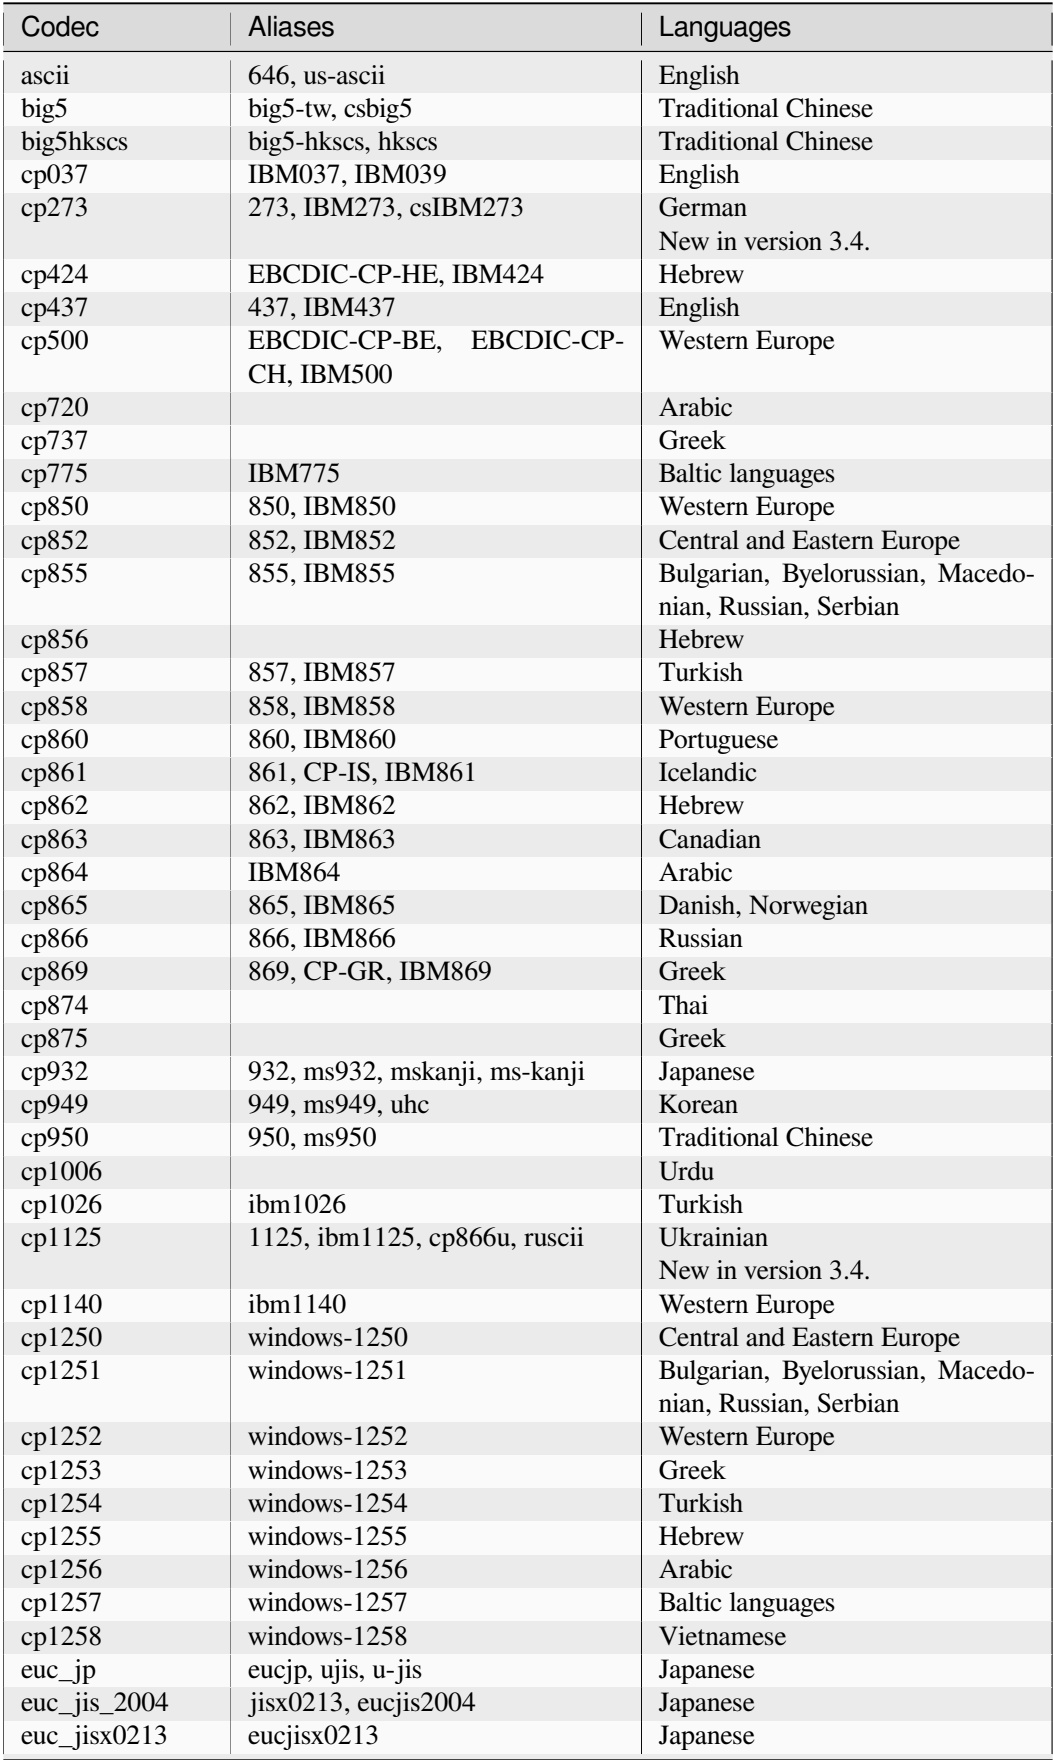 Codec Aliases Languages
ascii 646, us-ascii English
big5 big5-tw, csbig5 Traditional Chinese
big5hkscs big5-hkscs, hkscs Traditional Chinese
cp037 IBM037, IBM039 English
cp273 273, IBM273, csIBM273 German
New in version 3.4.
cp424 EBCDIC-CP-HE, IBM424 Hebrew
cp437 437, IBM437 English
cp500 EBCDIC-CP-BE, EBCDIC-CP- Western Europe
CH, IBM500
cp720 Arabic
cp737 Greek
cp775 IBM775 Baltic languages
cp850 850, IBM850 Western Europe
cp852 852, IBM852 Central and Eastern Europe
cp855 855, IBM855 Bulgarian, Byelorussian, Macedo-
nian, Russian, Serbian
cp856 Hebrew
cp857 857, IBM857 Turkish
cp858 858, IBM858 Western Europe
cp860 860, IBM860 Portuguese
cp861 861, CP-IS, IBM861 Icelandic
cp862 862, IBM862 Hebrew
cp863 863, IBM863 Canadian
cp864 IBM864 Arabic
cp865 865, IBM865 Danish, Norwegian
cp866 866, IBM866 Russian
cp869 869, CP-GR, IBM869 Greek
cp874 Thai
cp875 Greek
cp932 932, ms932, mskanji, ms-kanji Japanese
cp949 949, ms949, uhc Korean
cp950 950, ms950 Traditional Chinese
cp1006 Urdu
cp1026 ibm1026 Turkish
cp1125 1125, ibm1125, cp866u, ruscii Ukrainian
New in version 3.4.
cp1140 ibm1140 Western Europe
cp1250 windows-1250 Central and Eastern Europe
cp1251 windows-1251 Bulgarian, Byelorussian, Macedo-
nian, Russian, Serbian
cp1252 windows-1252 Western Europe
cp1253 windows-1253 Greek
cp1254 windows-1254 Turkish
cp1255 windows-1255 Hebrew
cp1256 windows-1256 Arabic
cp1257 windows-1257 Baltic languages
cp1258 windows-1258 Vietnamese
euc_jp eucjp, ujis, u-jis Japanese
euc_jis_2004 jisx0213, eucjis2004 Japanese
euc_jisx0213 eucjisx0213 Japanese